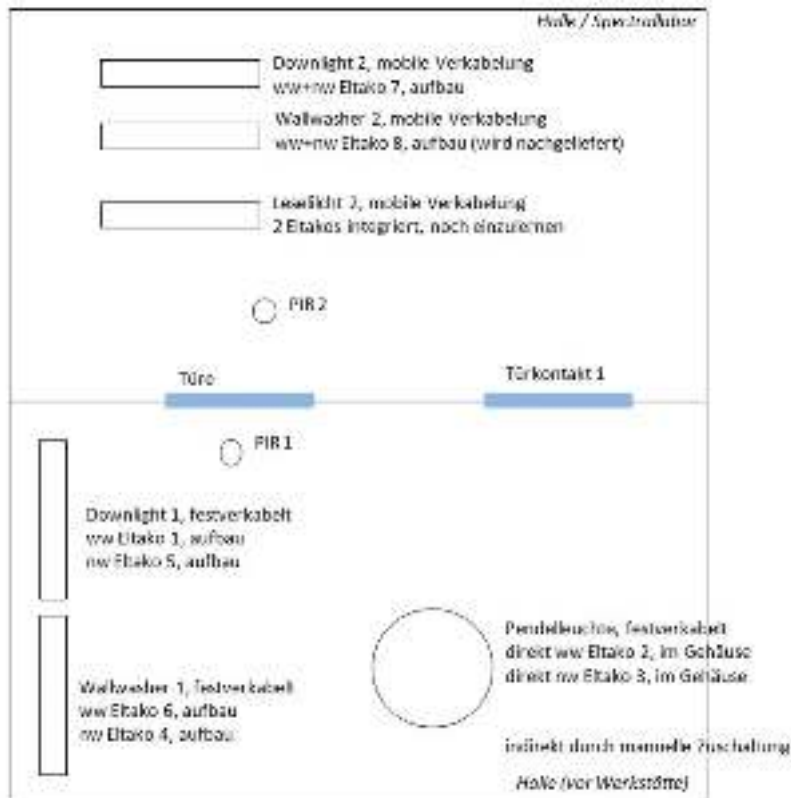 Halle / Spectrallabor
Downlight 2, mobile Verkabelung
ww+nw Eltako 7, aufbau
Wallwasher 2, mobile Verkabelung
ww+nw Eltako 8, aufbau (wird nachgeliefert)
Leselicht 2, mobile Verkabelung
2 Eltakos integriert, noch einzulernen
PIR 2
Türe
Türkontakt 1
PIR 1
Downlight 1, festverkabelt
ww Eltako 1, aufbau
nw Eltako 5, aufbau
Pendelleuchte, festverkabelt
direkt ww Eltako 2, im Gehäuse
direkt nw Eltako 3, im Gehäuse
Wallwasher 1, festverkabelt
ww Eltako 6, aufbau
nw Eltako 4, aufbau
indirekt durch manuelle Zuschaltung
Halle (vor Werkstätte)